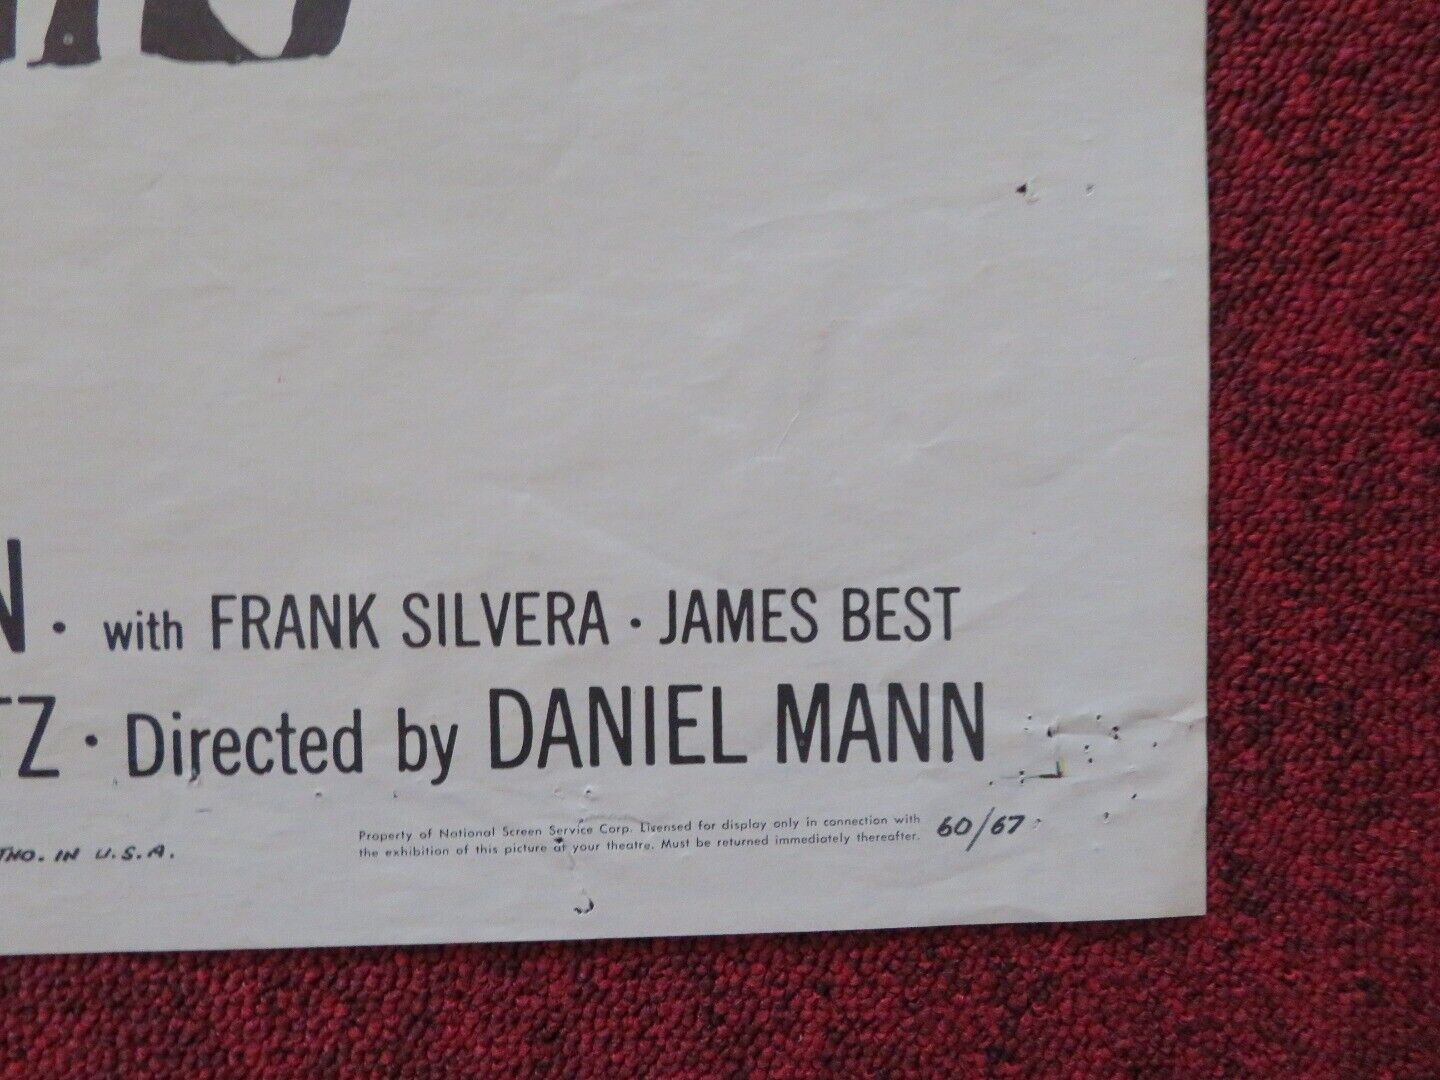 N · with FRANK SILVERA · JAMES BEST
TZ · Directed by DANIEL MANN
THO. IN U.S.A.
Property of National Screen Service Corp. Licensed for display only in connection with
the exhibition of this picture at your theatre. Must be returned immediately thereafter.
60/67